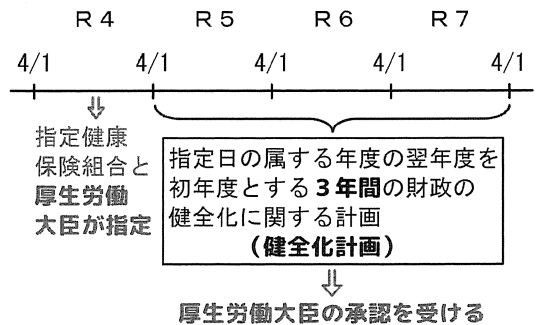 R4 R5 R6 R7
4/1 4/1 4/1 4/1 4/1
指定健康
保険組合と
厚生労働
大臣が指定
指定日の属する年度の翌年度を
初年度とする3年間の財政の
健全化に関する計画
（健全化計画）
厚生労働大臣の承認を受ける